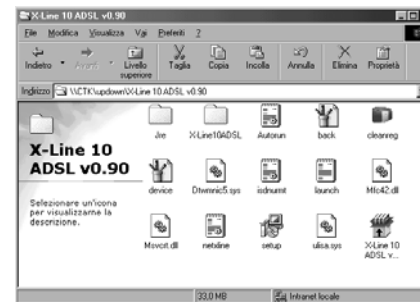 X-Line 10 ADSL v0.90
File Modifica Visualizza Vai Preferiti ?
Indietro Avanti Livello superiore Taglia Copia Incolla Annulla Elimina Proprietà
Indirizzo \\CTK\updown\X-Line 10 ADSL v0.90
X-Line 10
ADSL v0.90
Selezionare un'icona
per visualizzarne la
descrizione.
Jre X-Line10ADSL Autorun back cleanreg
device Dtwmnic5.sys isdnumt launch Mfc42.dll
Msvcrt.dll netxline setup ulisa.sys X-Line 10 ADSL v...
33,0 MB Intranet locale